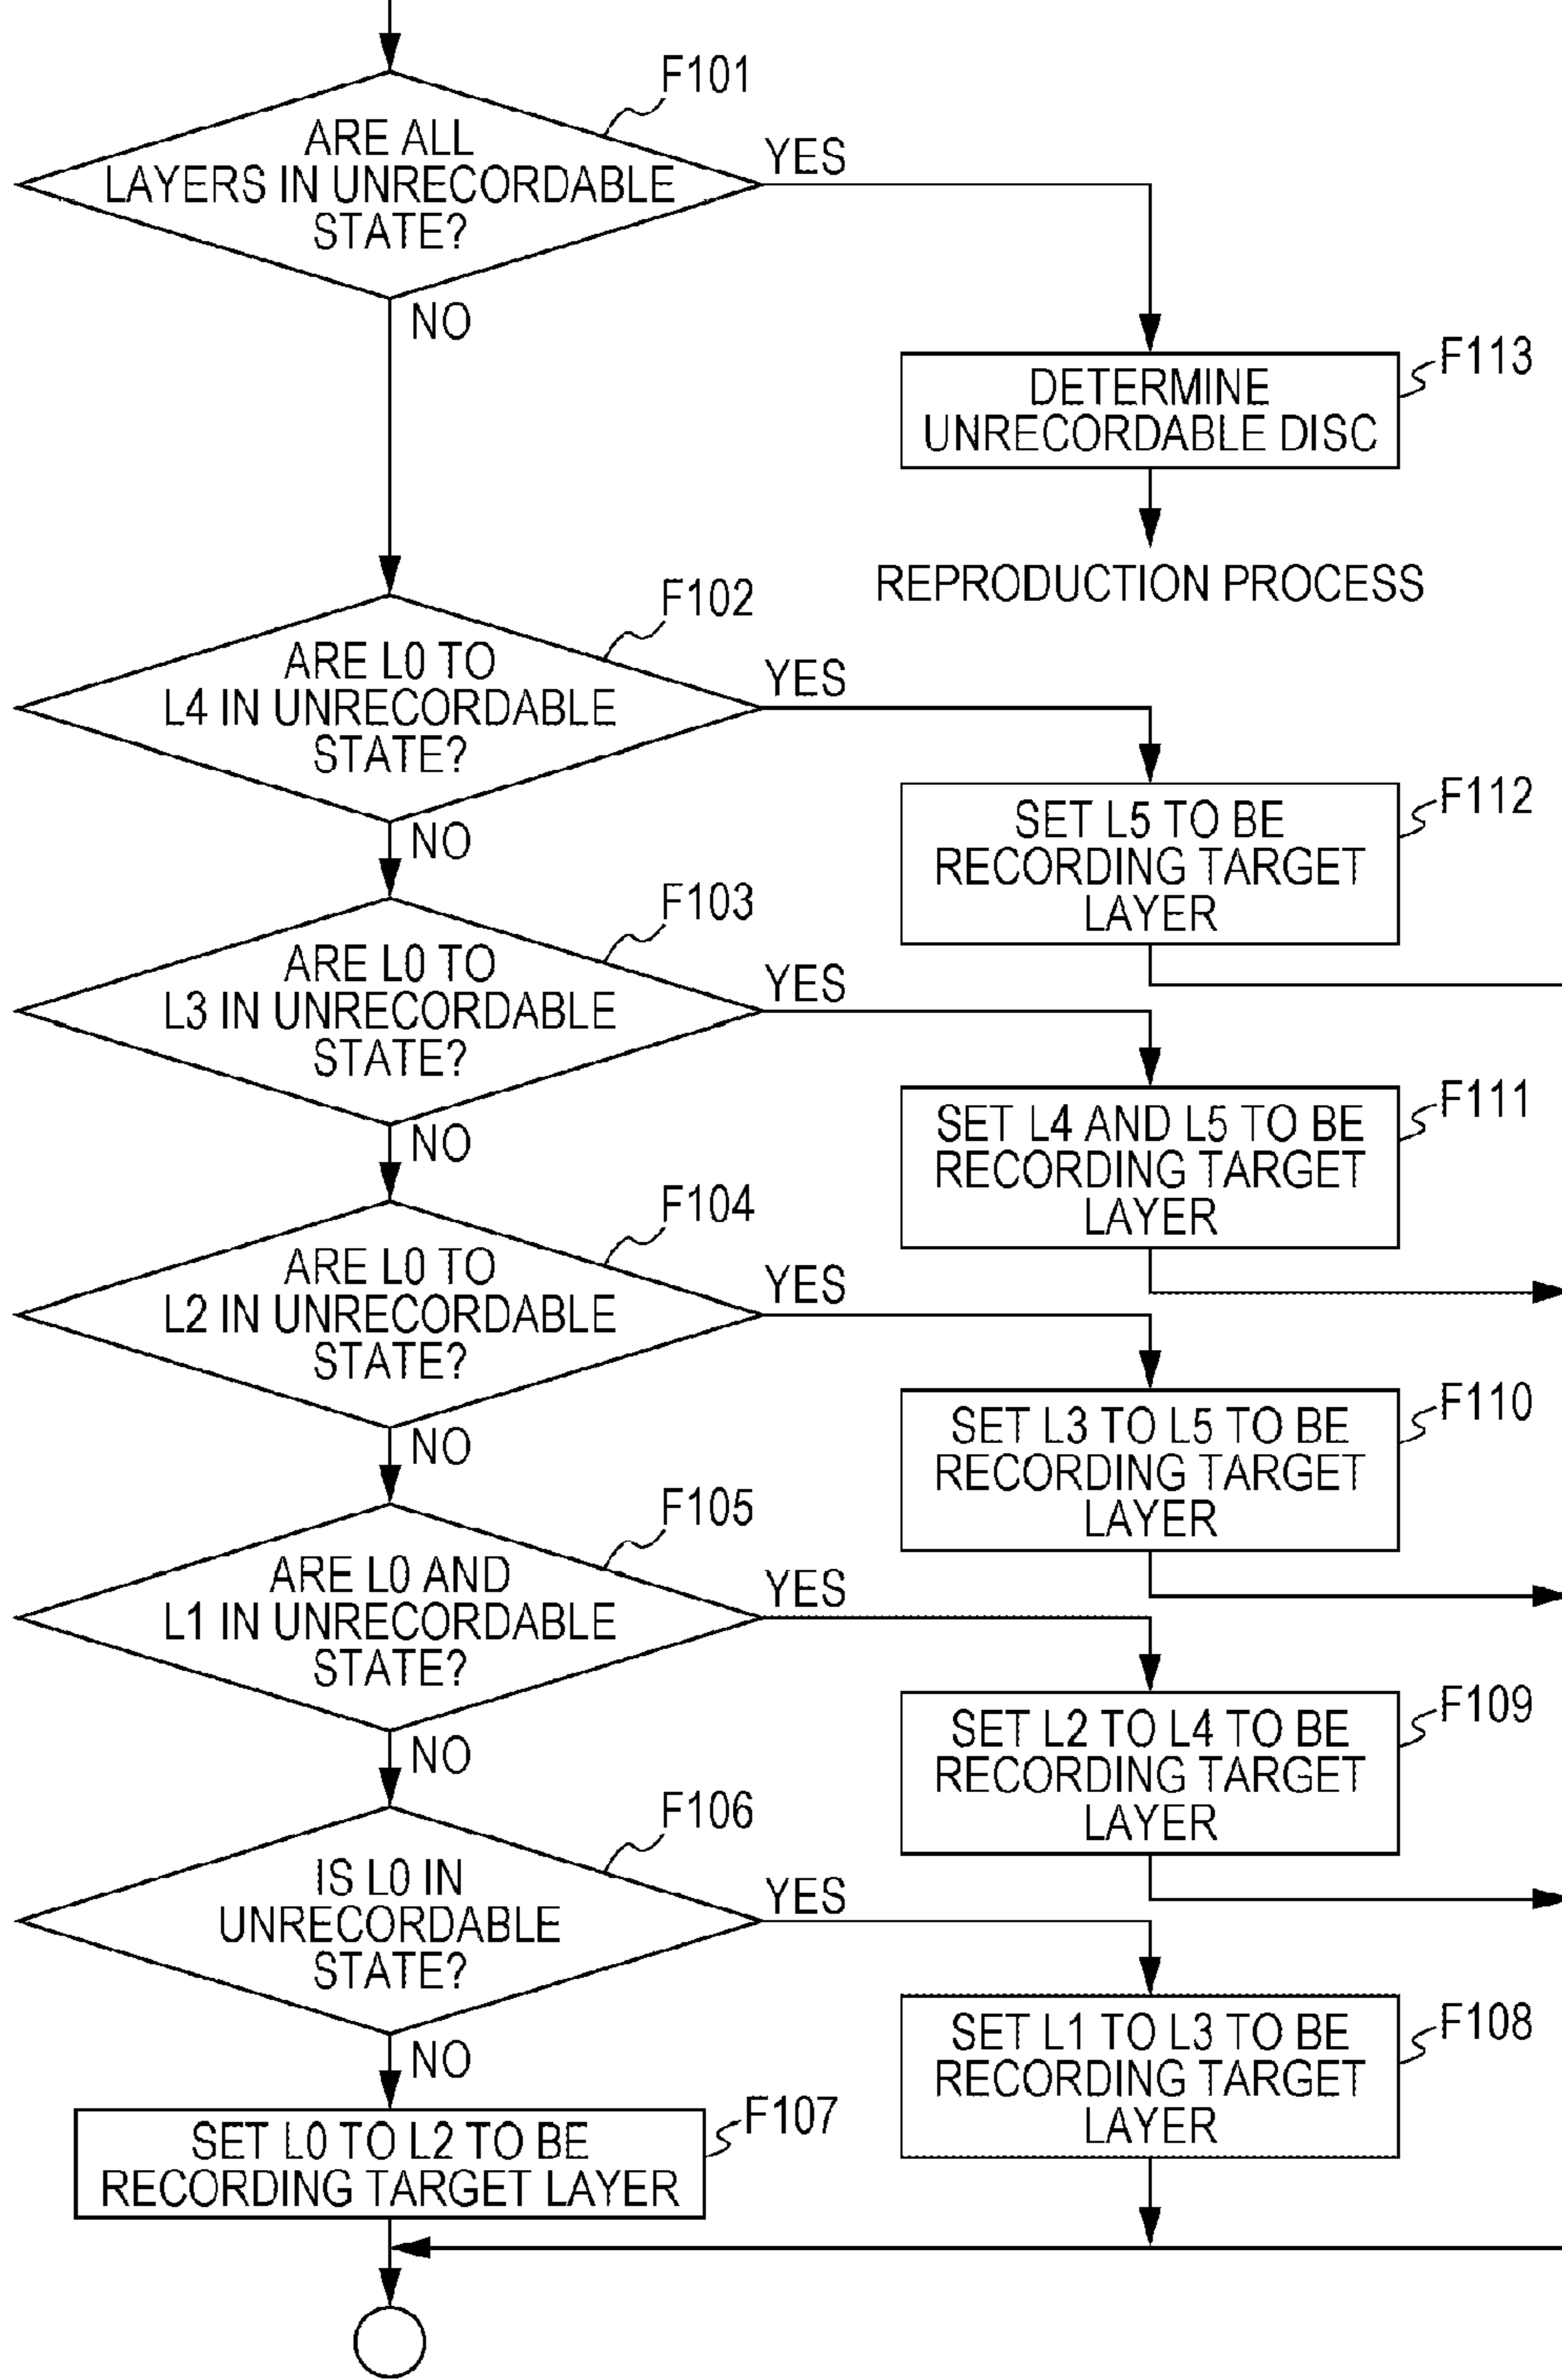 F101
ARE ALL
LAYERS IN UNRECORDABLE
STATE?
YES
NO
F113
DETERMINE
UNRECORDABLE DISC
REPRODUCTION PROCESS
F102
ARE L0 TO
L4 IN UNRECORDABLE
STATE?
YES
NO
F112
SET L5 TO BE
RECORDING TARGET
LAYER
F103
ARE L0 TO
L3 IN UNRECORDABLE
STATE?
YES
NO
F111
SET L4 AND L5 TO BE
RECORDING TARGET
LAYER
F104
ARE L0 TO
L2 IN UNRECORDABLE
STATE?
YES
NO
F110
SET L3 TO L5 TO BE
RECORDING TARGET
LAYER
F105
ARE L0 AND
L1 IN UNRECORDABLE
STATE?
YES
NO
F109
SET L2 TO L4 TO BE
RECORDING TARGET
LAYER
F106
IS L0 IN
UNRECORDABLE
STATE?
YES
NO
F108
SET L1 TO L3 TO BE
RECORDING TARGET
LAYER
F107
SET L0 TO L2 TO BE
RECORDING TARGET LAYER